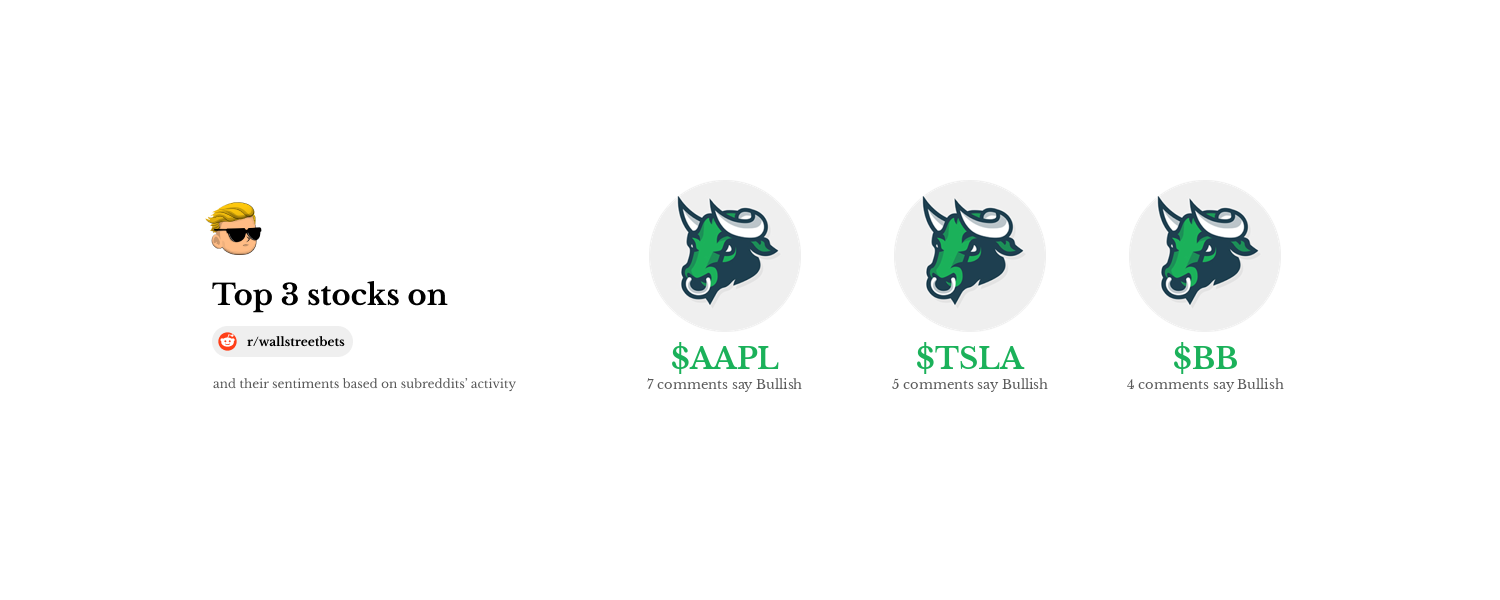 Top 3 stocks on
r/wallstreetbets
and their sentiments based on subreddits’ activity
$AAPL
7 comments say Bullish
$TSLA
5 comments say Bullish
$BB
4 comments say Bullish